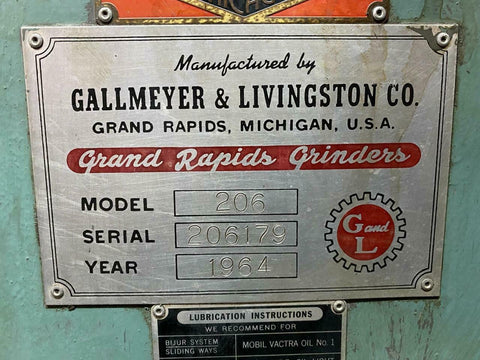 Manufactured by
GALLMEYER & LIVINGSTON CO.
GRAND RAPIDS, MICHIGAN, U.S.A.
Grand Rapids Grinders
MODEL 206
SERIAL 206179
YEAR 1964
G and L
LUBRICATION INSTRUCTIONS
WE RECOMMEND FOR
BIJUR SYSTEM
SLIDING WAYS
MOBIL VACTRA OIL No. 1